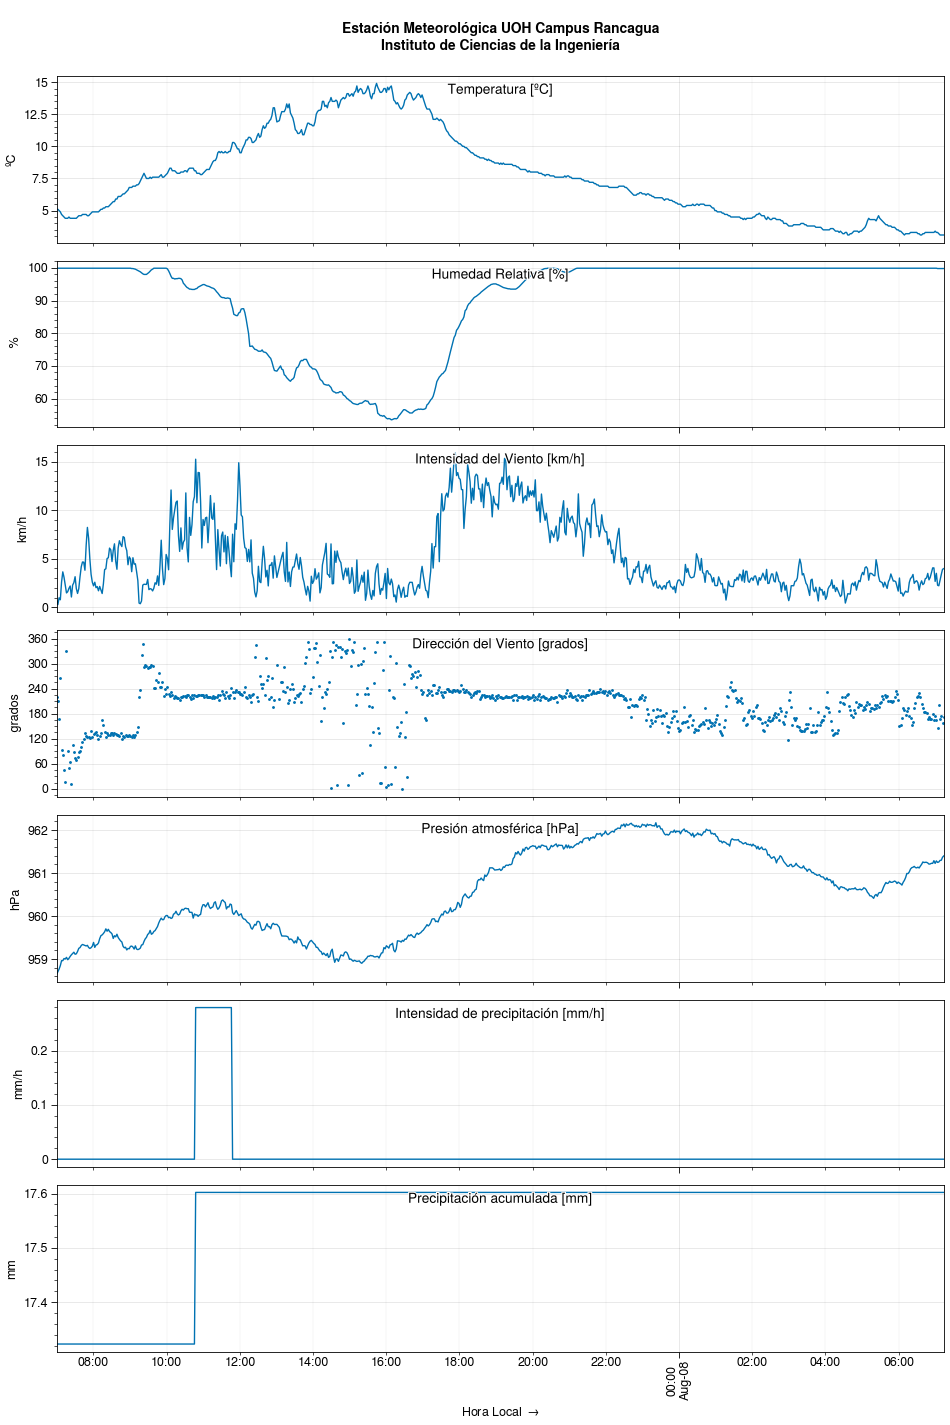 Estación Meteorológica UOH Campus Rancagua
Instituto de Ciencias de la Ingeniería
Temperatura [ºC]
15
12.5
10
7.5
5
ºC
Humedad Relativa [%]
100
90
80
70
60
%
Intensidad del Viento [km/h]
15
10
5
0
km/h
Dirección del Viento [grados]
360
300
240
180
120
60
0
grados
Presión atmosférica [hPa]
962
961
960
959
hPa
Intensidad de precipitación [mm/h]
0.2
0.1
0
mm/h
Precipitación acumulada [mm]
17.6
17.5
17.4
mm
08:00 10:00 12:00 14:00 16:00 18:00 20:00 22:00 00:00 02:00 04:00 06:00
Aug-08
Hora Local →